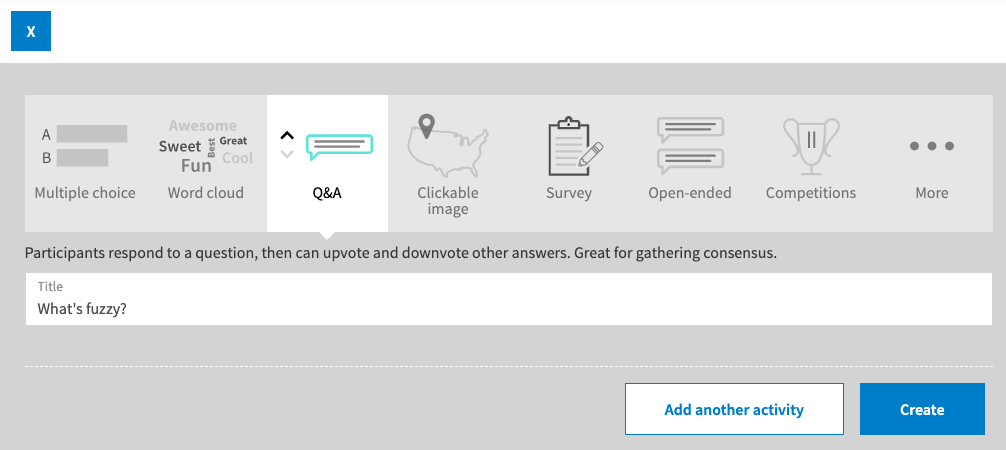 X
A
B
Multiple choice
Awesome
Sweet Best Great
Cool
Fun
Word cloud
Q&A
Clickable
image
Survey
Open-ended
Competitions
More
Participants respond to a question, then can upvote and downvote other answers. Great for gathering consensus.
Title
What's fuzzy?
Add another activity
Create